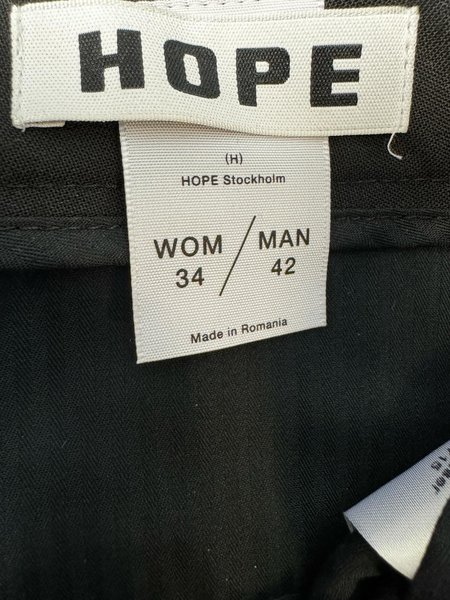 HOPE
(H)
HOPE Stockholm
WOM / MAN
34 42
Made in Romania